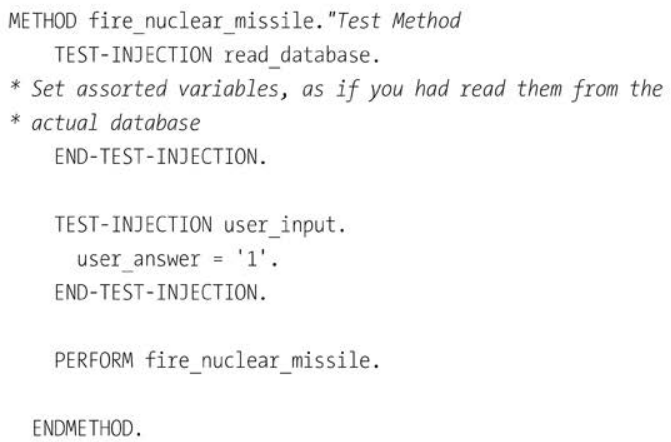 METHOD fire_nuclear_missile."Test Method
TEST-INJECTION read_database.
* Set assorted variables, as if you had read them from the
* actual database
END-TEST-INJECTION.
TEST-INJECTION user_input.
user_answer = '1'.
END-TEST-INJECTION.
PERFORM fire_nuclear_missile.
ENDMETHOD.